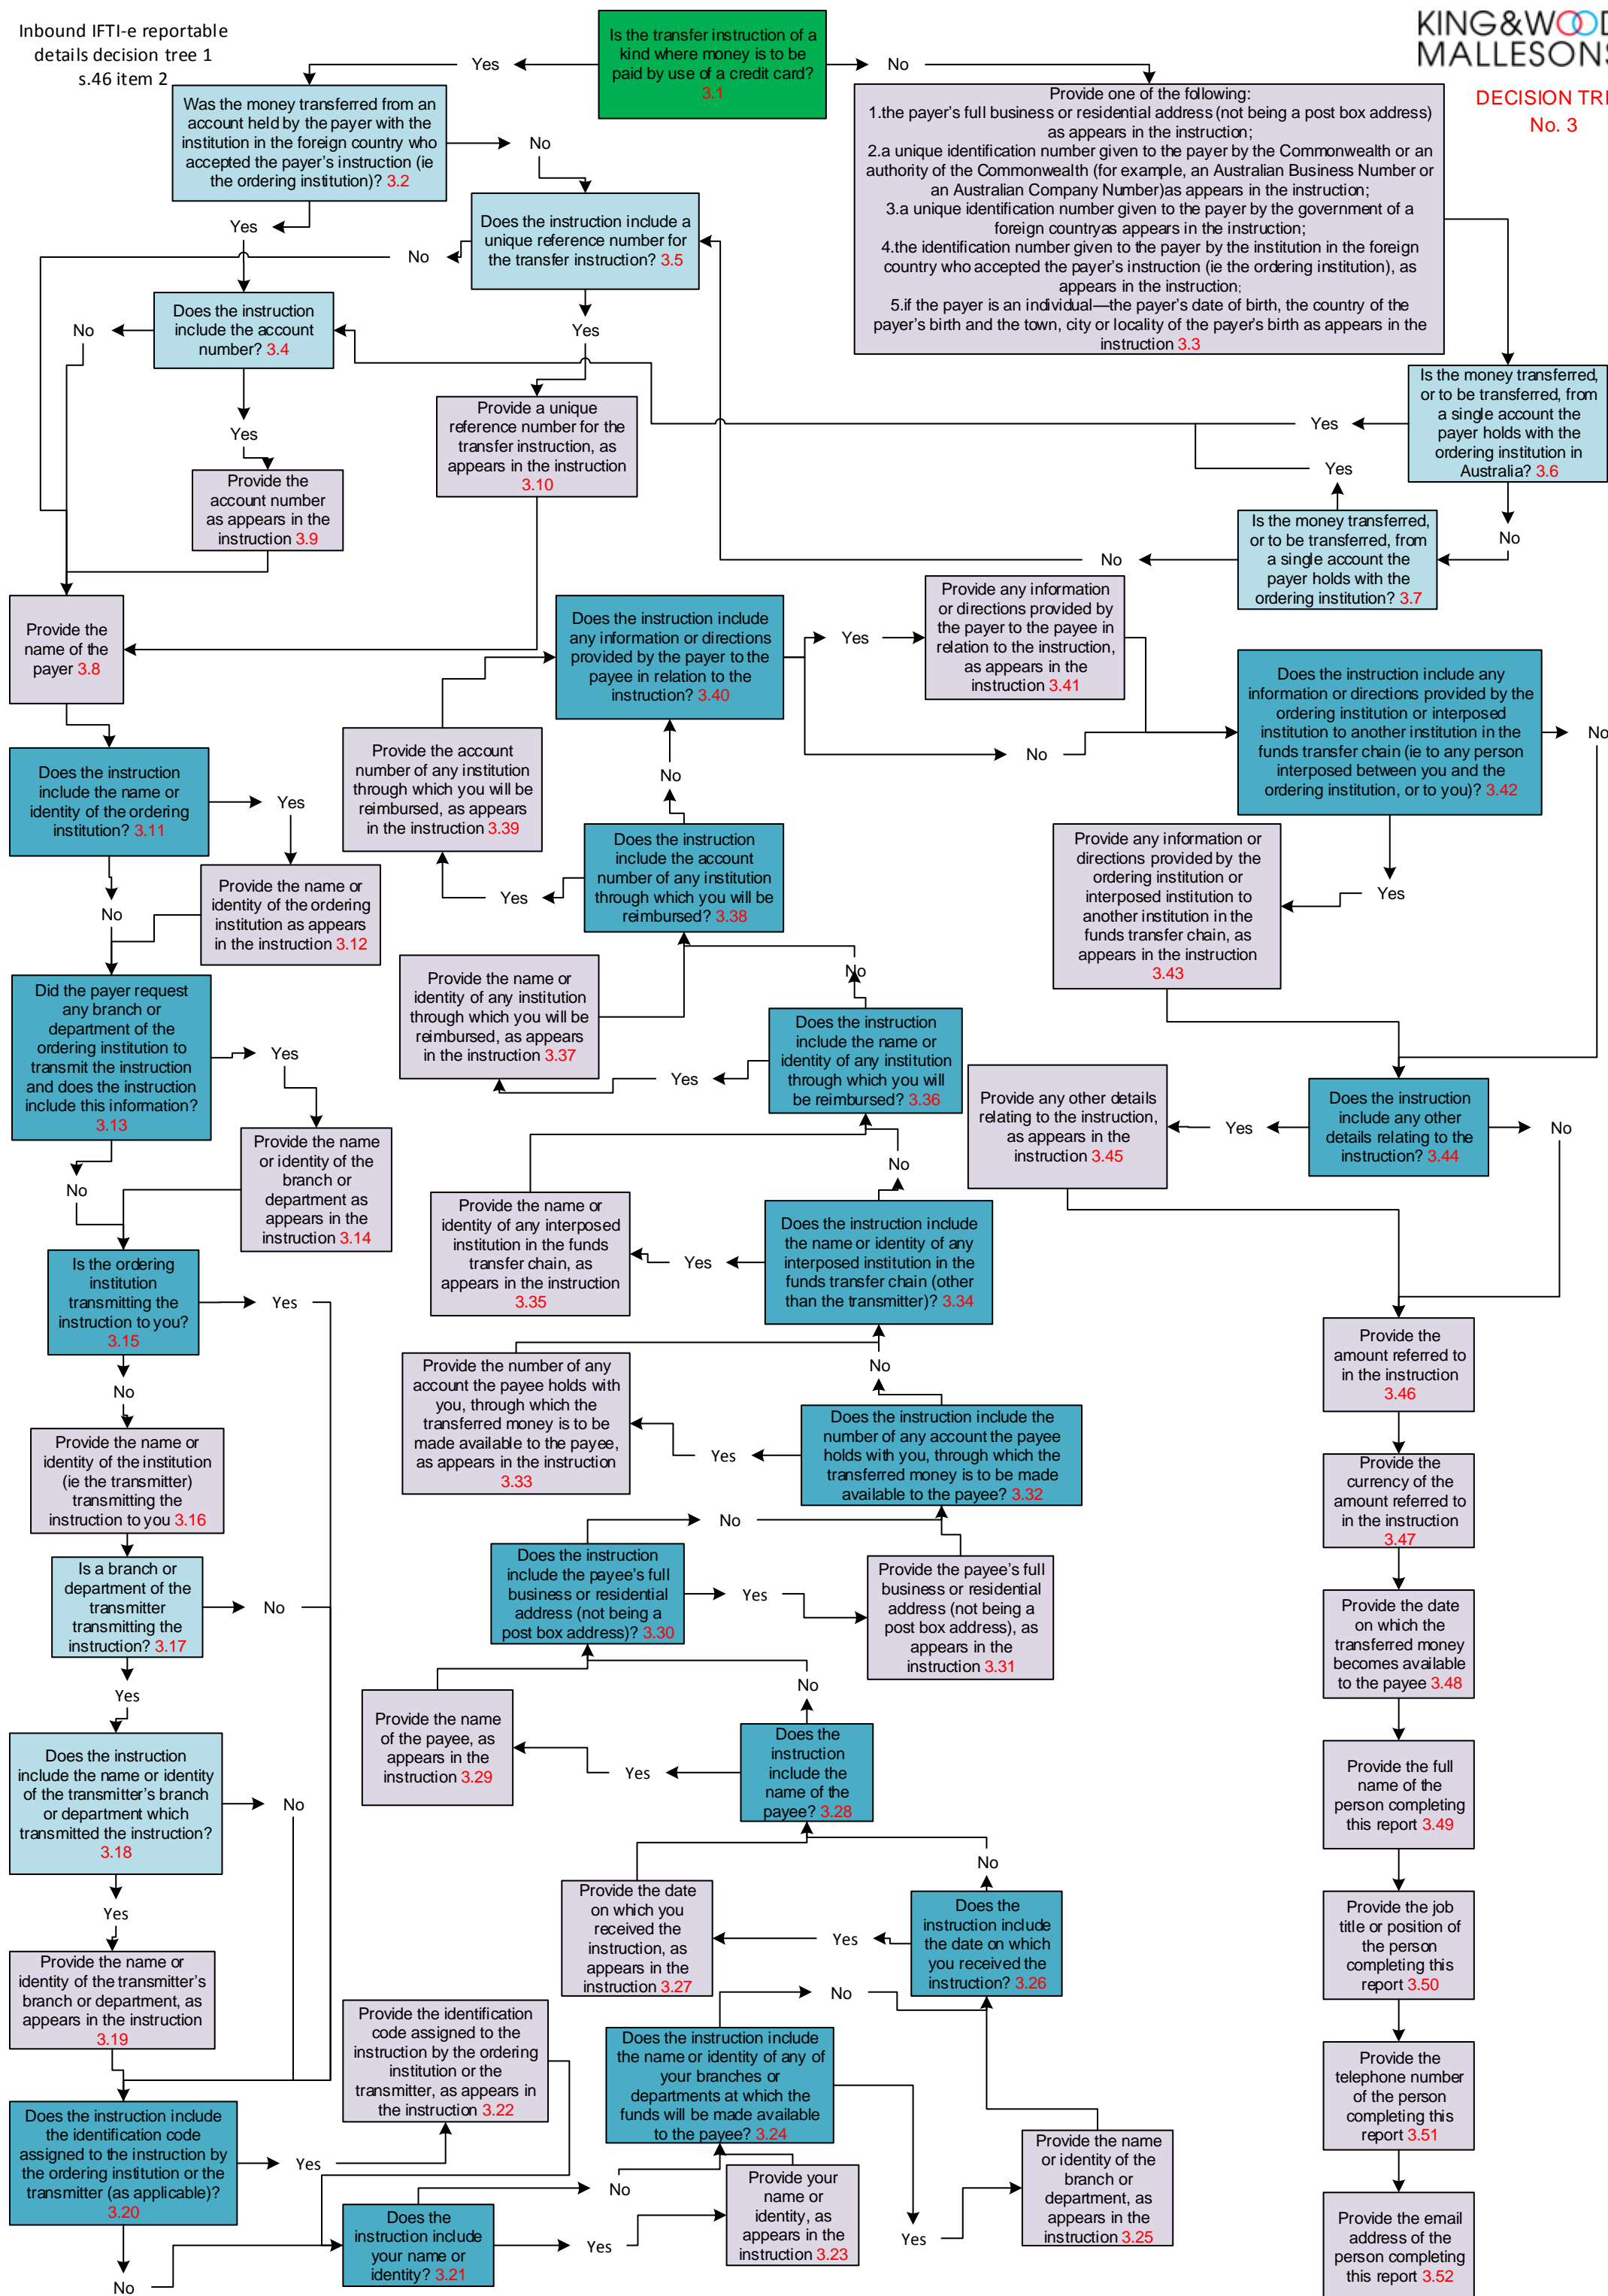 Inbound IFTI-e reportable
details decision tree 1
s.46 item 2
KING&WOOD
MALLESONS
DECISION TR
No. 3
Is the transfer instruction of a
kind where money is to be
paid by use of a credit card?
3.1
Yes
No
Was the money transferred from an
account held by the payer with the
institution in the foreign country who
accepted the payer's instruction (ie
the ordering institution)? 3.2
No
Yes
Provide one of the following:
1.the payer's full business or residential address (not being a post box address)
as appears in the instruction;
2.a unique identification number given to the payer by the Commonwealth or an
authority of the Commonwealth (for example, an Australian Business Number or
an Australian Company Number)as appears in the instruction;
3.a unique identification number given to the payer by the government of a
foreign countryas appears in the instruction;
4.the identification number given to the payer by the institution in the foreign
country who accepted the payer's instruction (ie the ordering institution), as
appears in the instruction;
5.if the payer is an individual—the payer's date of birth, the country of the
payer's birth and the town, city or locality of the payer's birth as appears in the
instruction 3.3
Does the instruction include a
unique reference number for
the transfer instruction? 3.5
No
Yes
Does the instruction
include the account
number? 3.4
No
Yes
Provide the
account number
as appears in the
instruction 3.9
Provide a unique
reference number for the
transfer instruction, as
appears in the instruction
3.10
Is the money transferred,
or to be transferred, from
a single account the
payer holds with the
ordering institution in
Australia? 3.6
Yes
No
Is the money transferred,
or to be transferred, from
a single account the
payer holds with the
ordering institution? 3.7
Yes
No
Provide the
name of the
payer 3.8
Does the instruction
include the name or
identity of the ordering
institution? 3.11
Yes
No
Provide the name or
identity of the ordering
institution as appears
in the instruction 3.12
Did the payer request
any branch or
department of the
ordering institution to
transmit the instruction
and does the instruction
include this information?
3.13
Yes
No
Provide the name
or identity of the
branch or
department as
appears in the
instruction 3.14
Is the ordering
institution
transmitting the
instruction to you?
3.15
Yes
No
Provide the name or
identity of the institution
(ie the transmitter)
transmitting the
instruction to you 3.16
Is a branch or
department of the
transmitter
transmitting the
instruction? 3.17
No
Yes
Does the instruction
include the name or identity
of the transmitter's branch
or department which
transmitted the instruction?
3.18
No
Yes
Provide the name or
identity of the transmitter's
branch or department, as
appears in the instruction
3.19
Does the instruction include
the identification code
assigned to the instruction by
the ordering institution or the
transmitter (as applicable)?
3.20
Yes
No
Provide the identification
code assigned to the
instruction by the ordering
institution or the
transmitter, as appears in
the instruction 3.22
Does the
instruction include
your name or
identity? 3.21
No
Yes
Provide your
name or
identity, as
appears in the
instruction 3.23
Does the instruction include
the name or identity of any of
your branches or
departments at which the
funds will be made available
to the payee? 3.24
No
Yes
Provide the name
or identity of the
branch or
department, as
appears in the
instruction 3.25
Does the
instruction include
the date on which
you received the
instruction? 3.26
Yes
No
Provide the date
on which you
received the
instruction, as
appears in the
instruction 3.27
Does the
instruction
include the
name of the
payee? 3.28
Yes
No
Provide the name
of the payee, as
appears in the
instruction 3.29
Does the instruction
include the payee's full
business or residential
address (not being a
post box address)? 3.30
No
Yes
Provide the payee's full
business or residential
address (not being a
post box address), as
appears in the
instruction 3.31
Does the instruction include the
number of any account the payee
holds with you, through which the
transferred money is to be made
available to the payee? 3.32
Yes
No
Provide the number of any
account the payee holds with
you, through which the
transferred money is to be
made available to the payee,
as appears in the instruction
3.33
Does the instruction include
the name or identity of any
interposed institution in the
funds transfer chain (other
than the transmitter)? 3.34
Yes
No
Provide the name or
identity of any interposed
institution in the funds
transfer chain, as
appears in the instruction
3.35
Does the instruction
include the name or
identity of any institution
through which you will
be reimbursed? 3.36
Yes
No
Provide the name or
identity of any institution
through which you will be
reimbursed, as appears
in the instruction 3.37
Does the instruction
include the account
number of any institution
through which you will be
reimbursed? 3.38
Yes
No
Provide the account
number of any institution
through which you will be
reimbursed, as appears
in the instruction 3.39
Does the instruction include
any information or directions
provided by the payer to the
payee in relation to the
instruction? 3.40
Yes
No
Provide any information
or directions provided by
the payer to the payee in
relation to the instruction,
as appears in the
instruction 3.41
Does the instruction include any
information or directions provided by the
ordering institution or interposed
institution to another institution in the
funds transfer chain (ie to any person
interposed between you and the
ordering institution, or to you)? 3.42
No
Yes
Provide any information or
directions provided by the
ordering institution or
interposed institution to
another institution in the
funds transfer chain, as
appears in the instruction
3.43
Does the instruction
include any other
details relating to the
instruction? 3.44
Yes
No
Provide any other details
relating to the instruction,
as appears in the
instruction 3.45
Provide the
amount referred to
in the instruction
3.46
Provide the
currency of the
amount referred to
in the instruction
3.47
Provide the date
on which the
transferred money
becomes available
to the payee 3.48
Provide the full
name of the
person completing
this report 3.49
Provide the job
title or position of
the person
completing this
report 3.50
Provide the
telephone number
of the person
completing this
report 3.51
Provide the email
address of the
person completing
this report 3.52